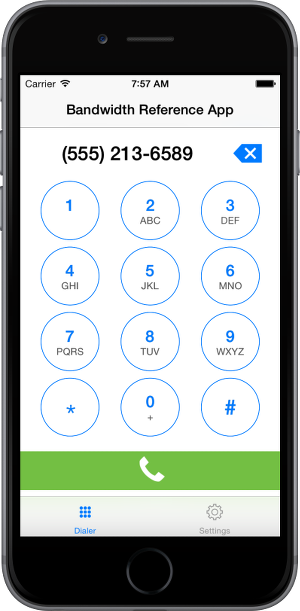 Carrier 7:57 AM
Bandwidth Reference App
(555) 213-6589
1 2 3
ABC DEF
4 5 6
GHI JKL MNO
7 8 9
PQRS TUV WXYZ
* 0 #
+
Dialer Settings